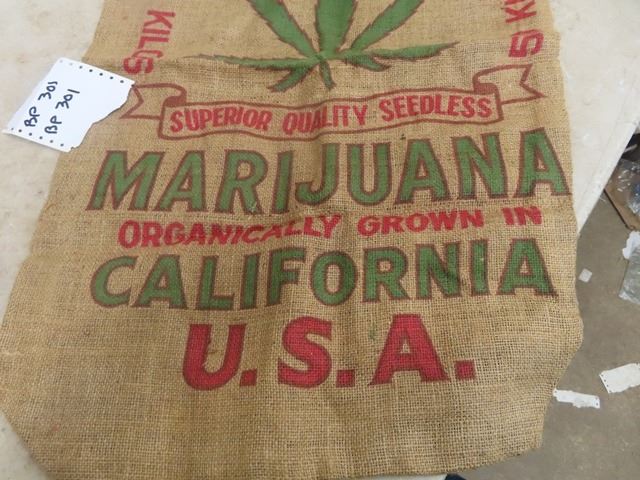 KILOS
BP 301
BP 301
SUPERIOR QUALITY SEEDLESS
MARIJUANA
ORGANICALLY GROWN IN
CALIFORNIA
U.S.A.